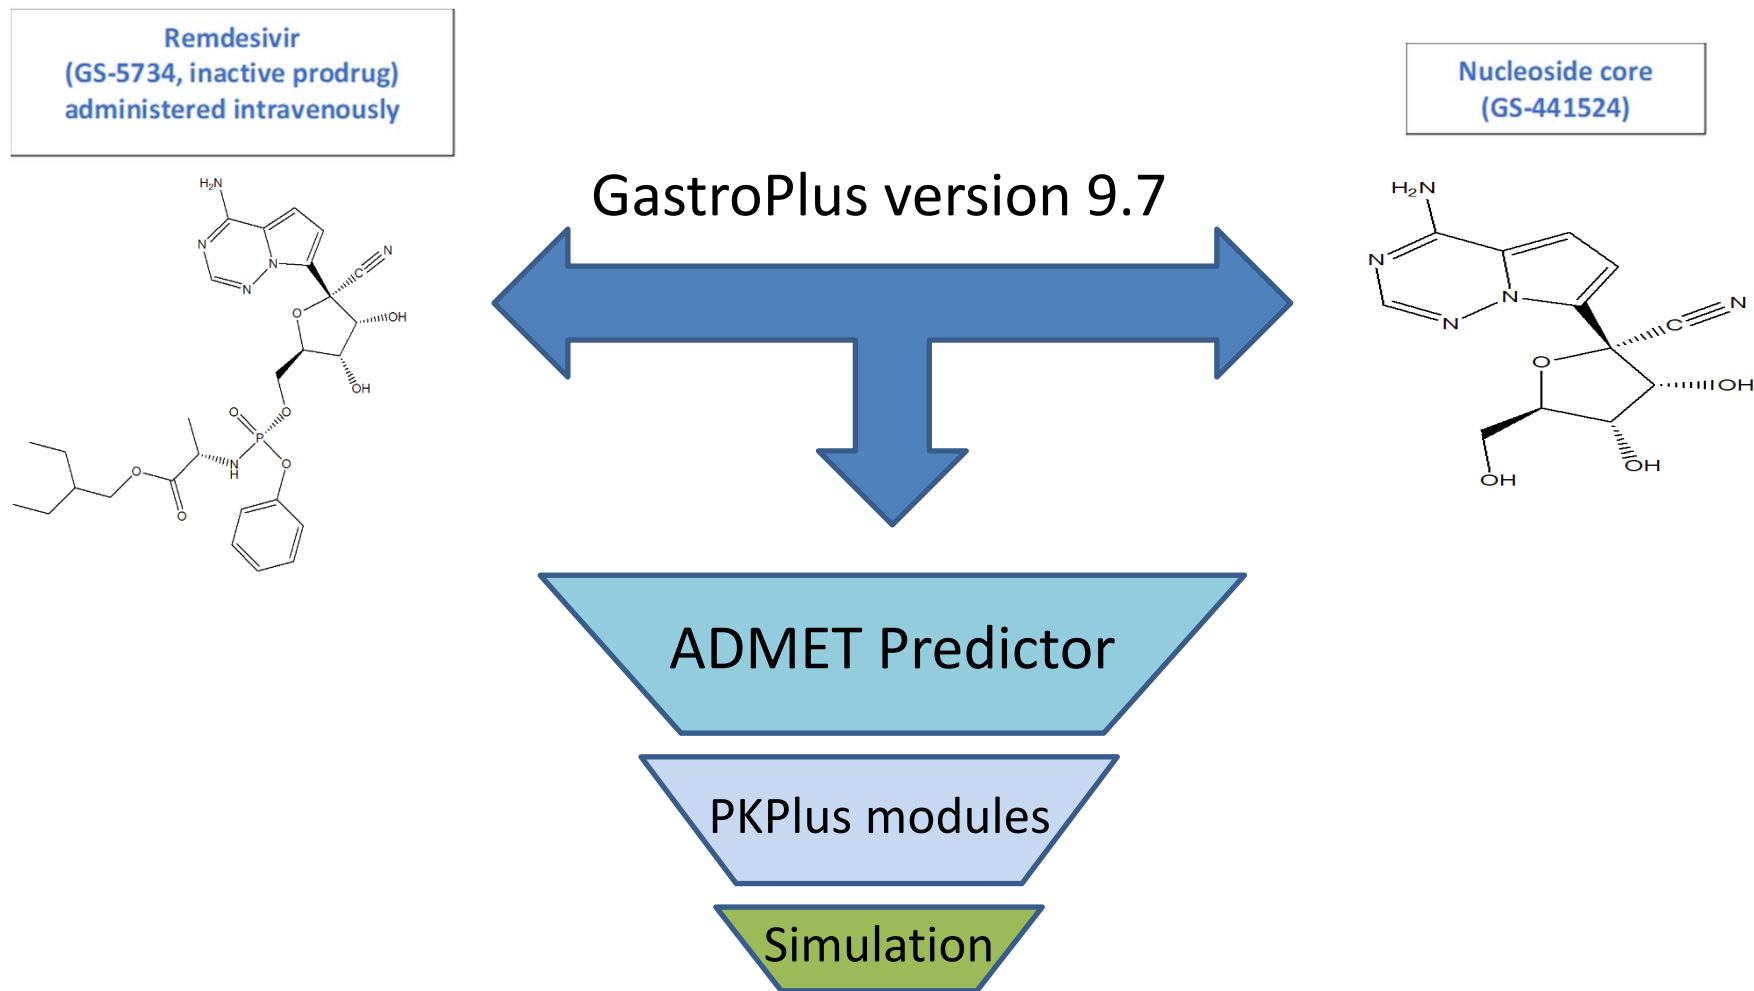 Remdesivir
(GS-5734, inactive prodrug)
administered intravenously
Nucleoside core
(GS-441524)
GastroPlus version 9.7
H₂N
N
N
N
C
N
O
OH
OH
O
O
P
N
H
O
O
O
H₂N
N
N
N
C
N
O
OH
OH
OH
ADMET Predictor
PKPlus modules
Simulation